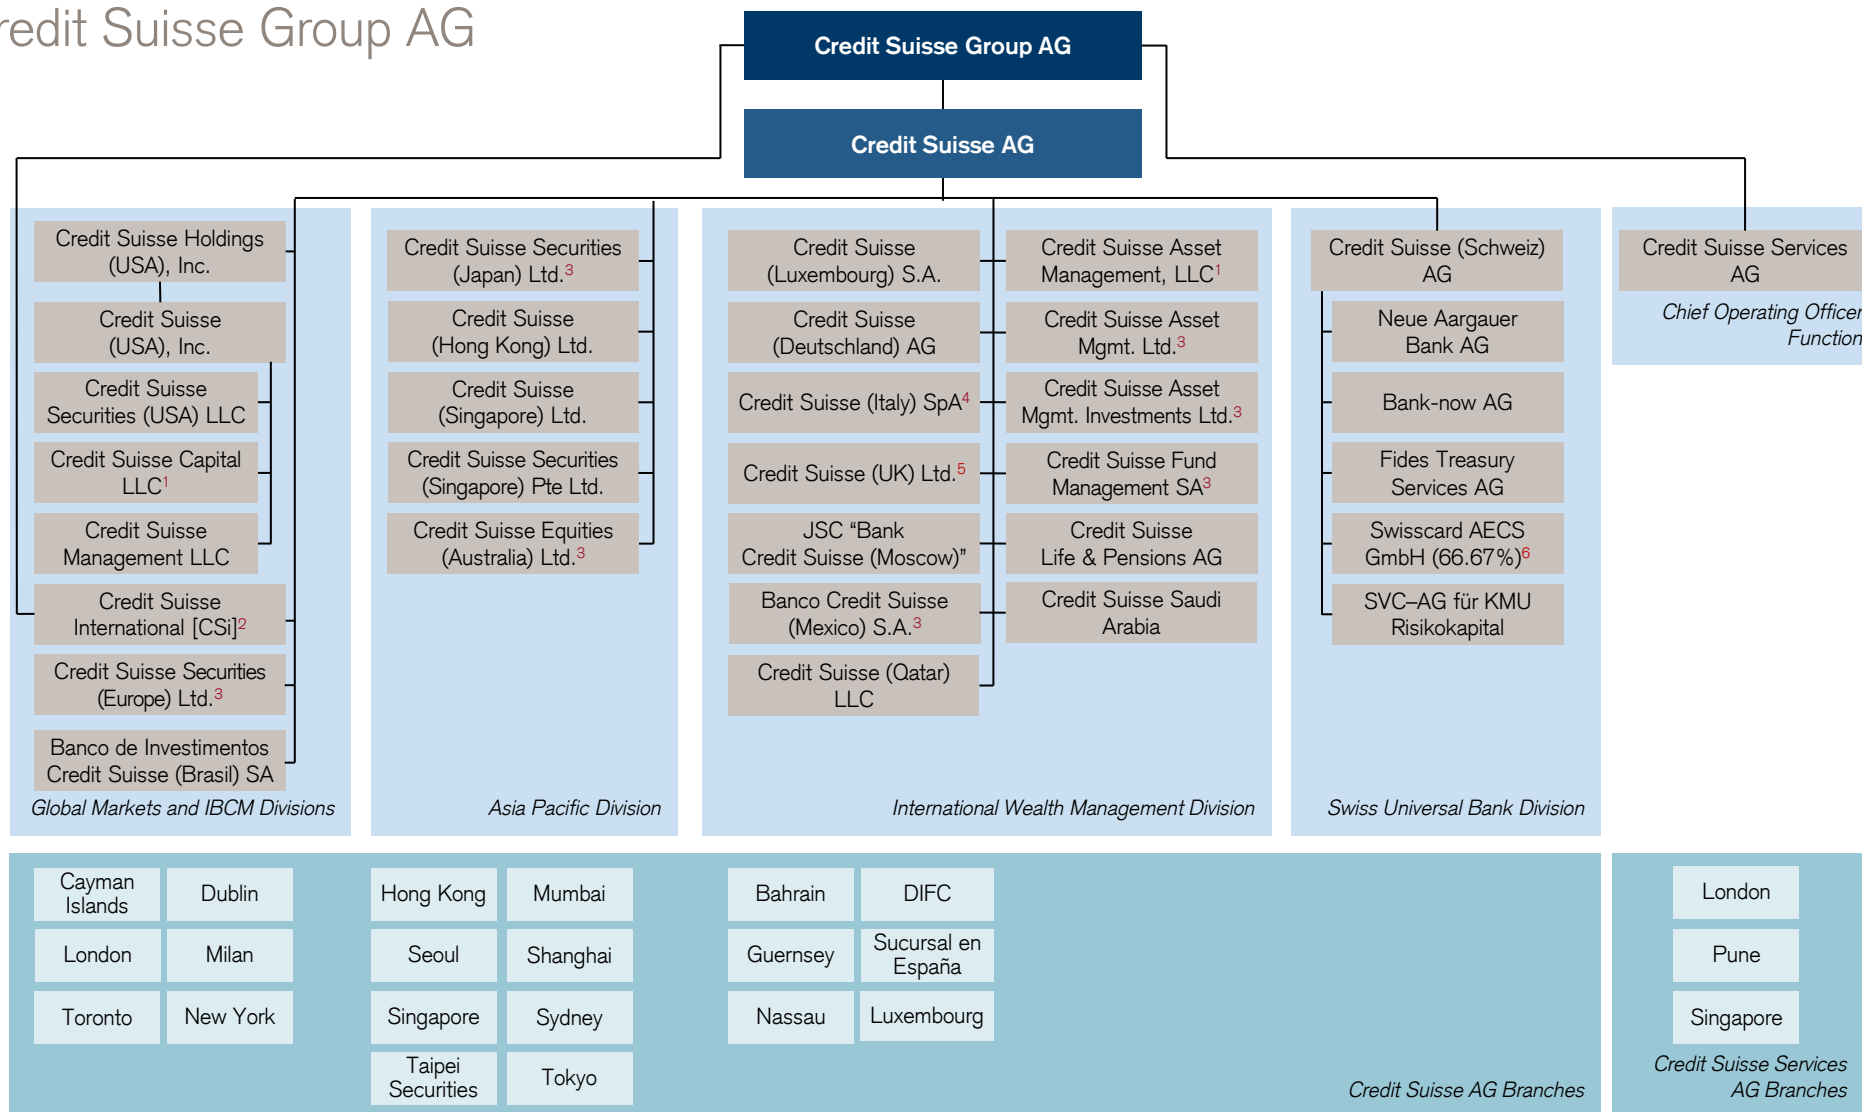 redit Suisse Group AG
Credit Suisse Group AG
Credit Suisse AG
Credit Suisse Holdings
(USA), Inc.
Credit Suisse
(USA), Inc.
Credit Suisse
Securities (USA) LLC
Credit Suisse Capital
LLC1
Credit Suisse
Management LLC
Credit Suisse
International [CSi]2
Credit Suisse Securities
(Europe) Ltd.3
Banco de Investimentos
Credit Suisse (Brasil) SA
Global Markets and IBCM Divisions
Credit Suisse Securities
(Japan) Ltd.3
Credit Suisse
(Hong Kong) Ltd.
Credit Suisse
(Singapore) Ltd.
Credit Suisse Securities
(Singapore) Pte Ltd.
Credit Suisse Equities
(Australia) Ltd.3
Asia Pacific Division
Credit Suisse
(Luxembourg) S.A.
Credit Suisse
(Deutschland) AG
Credit Suisse (Italy) SpA4
Credit Suisse (UK) Ltd.5
JSC “Bank
Credit Suisse (Moscow)”
Banco Credit Suisse
(Mexico) S.A.3
Credit Suisse (Qatar)
LLC
Credit Suisse Asset
Management, LLC1
Credit Suisse Asset
Mgmt. Ltd.3
Credit Suisse Asset
Mgmt. Investments Ltd.3
Credit Suisse Fund
Management SA3
Credit Suisse
Life & Pensions AG
Credit Suisse Saudi
Arabia
International Wealth Management Division
Credit Suisse (Schweiz)
AG
Neue Aargauer
Bank AG
Bank-now AG
Fides Treasury
Services AG
Swisscard AECS
GmbH (66.67%)6
SVC–AG für KMU
Risikokapital
Swiss Universal Bank Division
Credit Suisse Services
AG
Chief Operating Officer
Function
Cayman
Islands
Dublin
London
Milan
Toronto
New York
Hong Kong
Mumbai
Seoul
Shanghai
Singapore
Sydney
Taipei
Securities
Tokyo
Bahrain
DIFC
Guernsey
Sucursal en
España
Nassau
Luxembourg
Credit Suisse AG Branches
London
Pune
Singapore
Credit Suisse Services
AG Branches